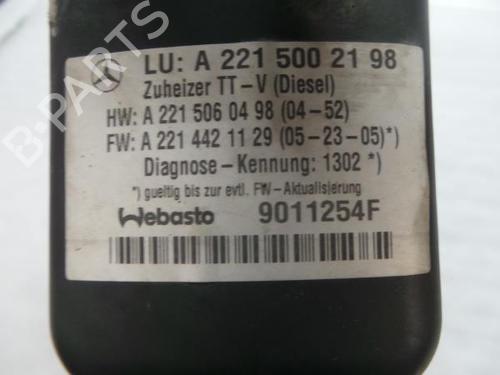 LU: A 221 500 21 98
Zuheizer TT-V (Diesel)
HW: A 221 506 04 98 (04-52)
FW: A 221 442 11 29 (05-23-05)*)
Diagnose-Kennung: 1302 *)
*) gueltig bis zur evtl. FW-Aktualisierung
Webasto 9011254F
B-PARTS